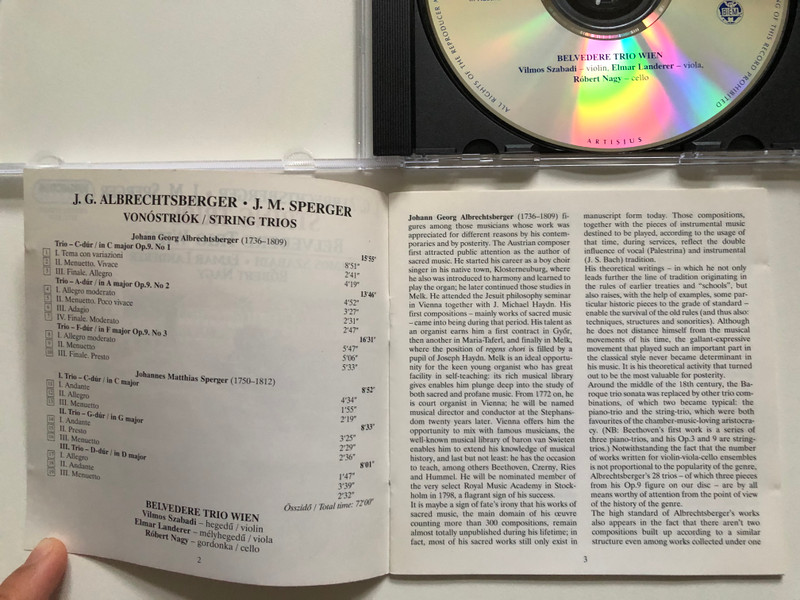 BIEM
ALL RIGHTS OF THE REPRODUCER
OF THIS RECORD PROHIBITED
BELVEDERE TRIO WIEN
Vilmos Szabadi – violin, Elmar Landerer – viola,
Róbert Nagy – cello
ARTISJUS
J. G. ALBRECHTSBERGER • J. M. SPERGER
VONÓSTRIÓK / STRING TRIOS
Johann Georg Albrechtsberger (1736–1809)
Trio – C-dúr / in C major Op.9. No 1 15'55"
1 I. Tema con variazioni 8'51"
2 II. Menuetto. Vivace 2'41"
3 III. Finale. Allegro 4'19"
Trio – A-dúr / in A major Op.9. No 2 13'46"
4 I. Allegro moderato 4'52"
5 II. Menuetto. Poco vivace 3'27"
6 III. Adagio 2'31"
7 IV. Finale. Moderato 2'47"
Trio – F-dúr / in F major Op.9. No 3 16'31"
8 I. Allegro moderato 5'47"
9 II. Menuetto 5'06"
10 III. Finale. Presto 5'33"
Johannes Matthias Sperger (1750–1812)
I. Trio – C-dúr / in C major 8'52"
11 I. Andante 4'34"
12 II. Allegro 1'55"
13 III. Menuetto 2'19"
II. Trio – G-dúr / in G major 8'33"
14 I. Andante 3'25"
15 II. Presto 2'29"
16 III. Menuetto 2'36"
III. Trio – D-dúr / in D major 8'01"
17 I. Allegro 1'47"
18 II. Andante 3'39"
19 III. Menuetto 2'32"
Összidő / Total time: 72'00"
BELVEDERE TRIO WIEN
Vilmos Szabadi – hegedű / violin
Elmar Landerer – mélyhegedű / viola
Róbert Nagy – gordonka / cello
2
Johann Georg Albrechtsberger (1736–1809) fi-
gures among those musicians whose work was
appreciated for different reasons by his contem-
poraries and by posterity. The Austrian composer
first attracted public attention as the author of
sacred music. He started his career as a boy choir
singer in his native town, Klosterneuburg, where
he also was introduced to harmony and learned to
play the organ; he later continued those studies in
Melk. He attended the Jesuit philosophy seminar
in Vienna together with J. Michael Haydn. His
first compositions – mainly works of sacred music
– came into being during that period. His talent as
an organist earns him a first contract in Győr,
then another in Maria-Taferl, and finally in Melk,
where the position of regens chori is filled by a
pupil of Joseph Haydn. Melk is an ideal opportu-
nity for the keen young organist who has great
facility in self-teaching: its rich musical library
gives enables him plunge deep into the study of
both sacred and profane music. From 1772 on, he
is court organist in Vienna; he will be named
musical director and conductor at the Stephans-
dom twenty years later. Vienna offers him the
opportunity to mix with famous musicians, the
well-known musical library of baron van Swieten
enables him to extend his knowledge of musical
history, and last but not least: he has the occasion
to teach, among others Beethoven, Czerny, Ries
and Hummel. He will be nominated member of
the very select Royal Music Academy in Stock-
holm in 1798, a flagrant sign of his success.
It is maybe a sign of fate's irony that his works of
sacred music, the main domain of his œuvre
counting more than 300 compositions, remain
almost totally unpublished during his lifetime; in
fact, most of his sacred works still only exist in
manuscript form today. Those compositions,
together with the pieces of instrumental music
destined to be played, according to the usage of
that time, during services, reflect the double
influence of vocal (Palestrina) and instrumental
(J. S. Bach) tradition.
His theoretical writings – in which he not only
leads further the line of tradition originating in
the rules of earlier treaties and "schools", but
also raises, with the help of examples, some par-
ticular historic pieces to the grade of standard –
enable the survival of the old rules (and thus also:
techniques, structures and sonorities). Although
he does not distance himself from the musical
movements of his time, the gallant-expressive
movement that played such an important part in
the classical style never became determinant in
his music. It is his theoretical activity that turned
out to be the most valuable for posterity.
Around the middle of the 18th century, the Ba-
roque trio sonata was replaced by other trio com-
binations, of which two became typical: the
piano-trio and the string-trio, which were both
favourites of the chamber-music-loving aristocra-
cy. (NB: Beethoven's first work is a series of
three piano-trios, and his Op.3 and 9 are string-
trios.) Notwithstanding the fact that the number
of works written for violin-viola-cello ensembles
is not proportional to the popularity of the genre,
Albrechtsberger's 28 trios – of which three pieces
from his Op.9 figure on our disc – are by all
means worthy of attention from the point of view
of the history of the genre.
The high standard of Albrechtsberger's works
also appears in the fact that there aren't two
compositions built up according to a similar
structure even among works collected under one
3